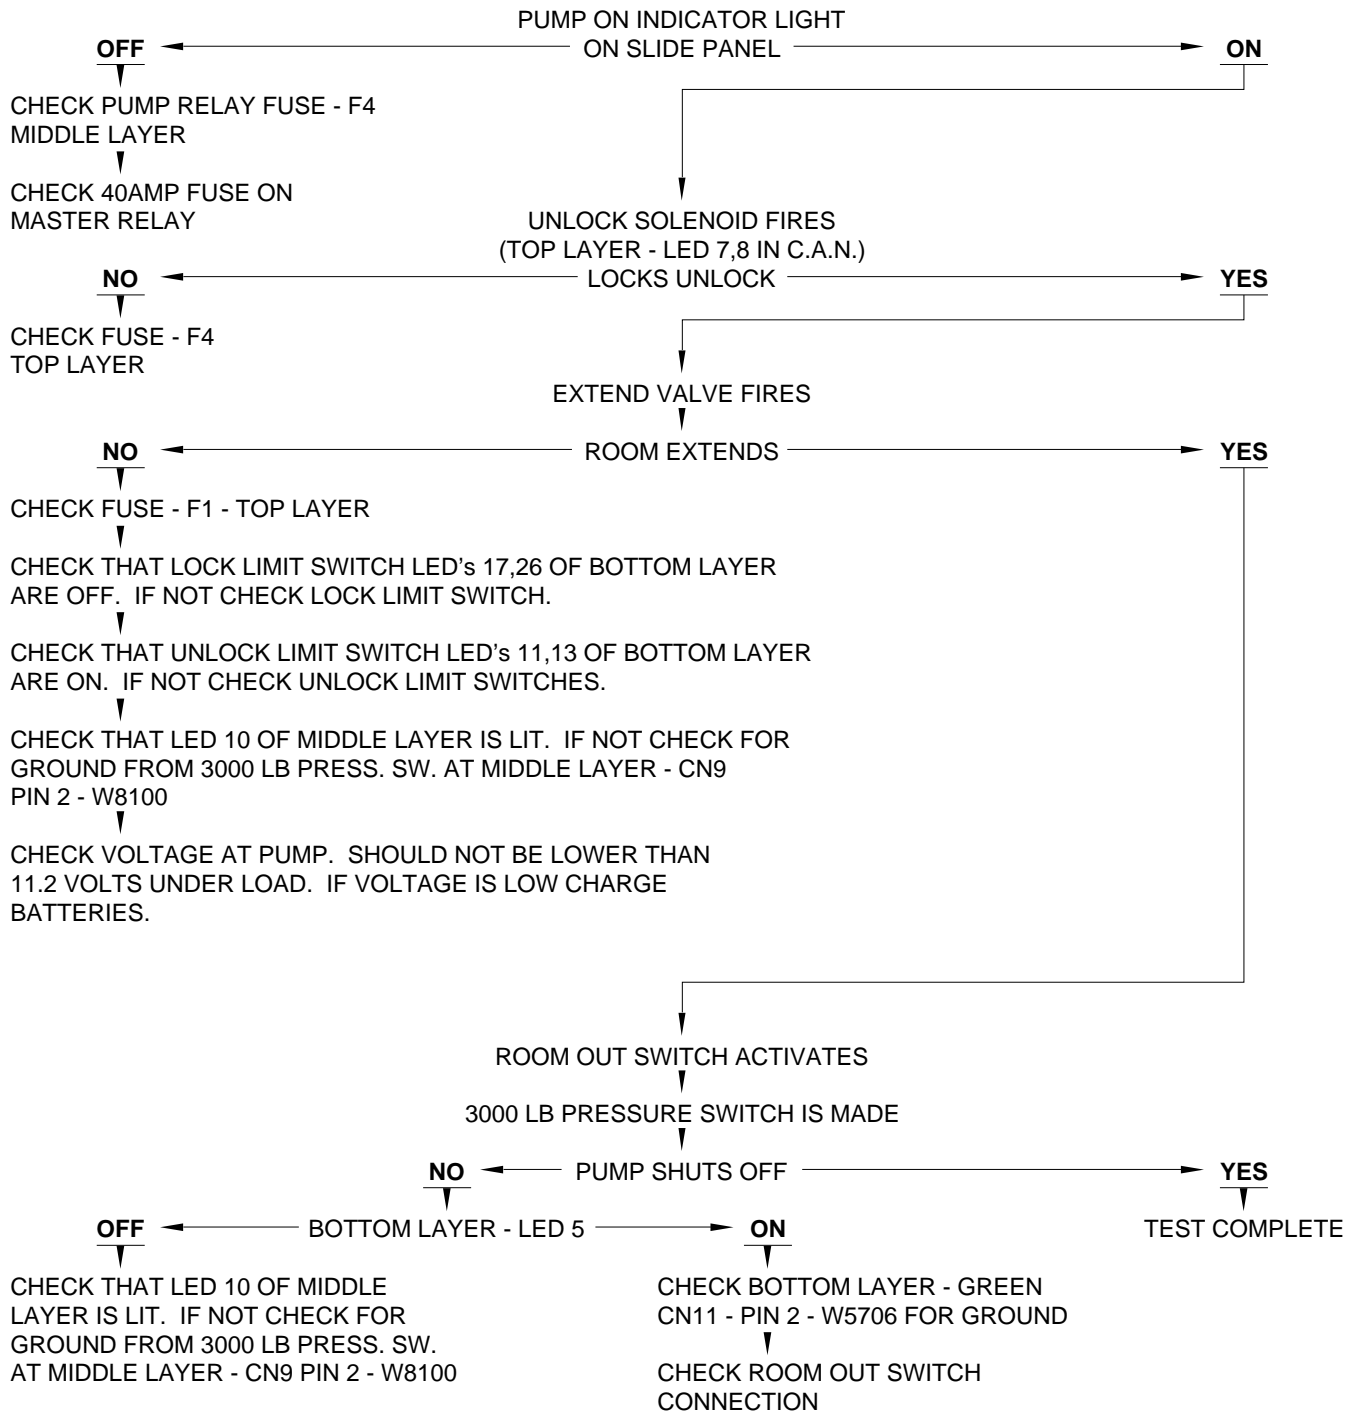 PUMP ON INDICATOR LIGHT
OFF ON SLIDE PANEL ON
CHECK PUMP RELAY FUSE - F4
MIDDLE LAYER
CHECK 40AMP FUSE ON
MASTER RELAY
UNLOCK SOLENOID FIRES
(TOP LAYER - LED 7,8 IN C.A.N.)
NO LOCKS UNLOCK YES
CHECK FUSE - F4
TOP LAYER
EXTEND VALVE FIRES
NO ROOM EXTENDS YES
CHECK FUSE - F1 - TOP LAYER
CHECK THAT LOCK LIMIT SWITCH LED's 17,26 OF BOTTOM LAYER
ARE OFF. IF NOT CHECK LOCK LIMIT SWITCH.
CHECK THAT UNLOCK LIMIT SWITCH LED's 11,13 OF BOTTOM LAYER
ARE ON. IF NOT CHECK UNLOCK LIMIT SWITCHES.
CHECK THAT LED 10 OF MIDDLE LAYER IS LIT. IF NOT CHECK FOR
GROUND FROM 3000 LB PRESS. SW. AT MIDDLE LAYER - CN9
PIN 2 - W8100
CHECK VOLTAGE AT PUMP. SHOULD NOT BE LOWER THAN
11.2 VOLTS UNDER LOAD. IF VOLTAGE IS LOW CHARGE
BATTERIES.
ROOM OUT SWITCH ACTIVATES
3000 LB PRESSURE SWITCH IS MADE
NO PUMP SHUTS OFF YES
OFF BOTTOM LAYER - LED 5 ON TEST COMPLETE
CHECK THAT LED 10 OF MIDDLE
LAYER IS LIT. IF NOT CHECK FOR
GROUND FROM 3000 LB PRESS. SW.
AT MIDDLE LAYER - CN9 PIN 2 - W8100
CHECK BOTTOM LAYER - GREEN
CN11 - PIN 2 - W5706 FOR GROUND
CHECK ROOM OUT SWITCH
CONNECTION